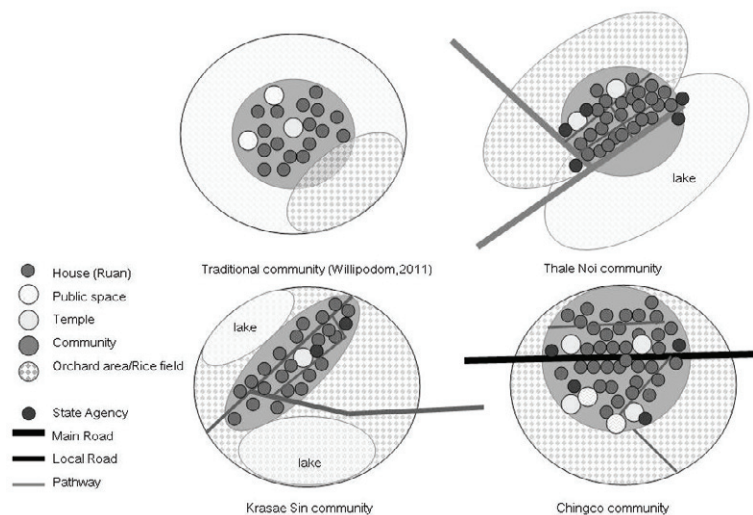 lake
Traditional community (Willipodom,2011)
Thale Noi community
House (Ruan)
Public space
Temple
Community
Orchard area/Rice field
State Agency
Main Road
Local Road
Pathway
lake
lake
Krasae Sin community
Chingco community